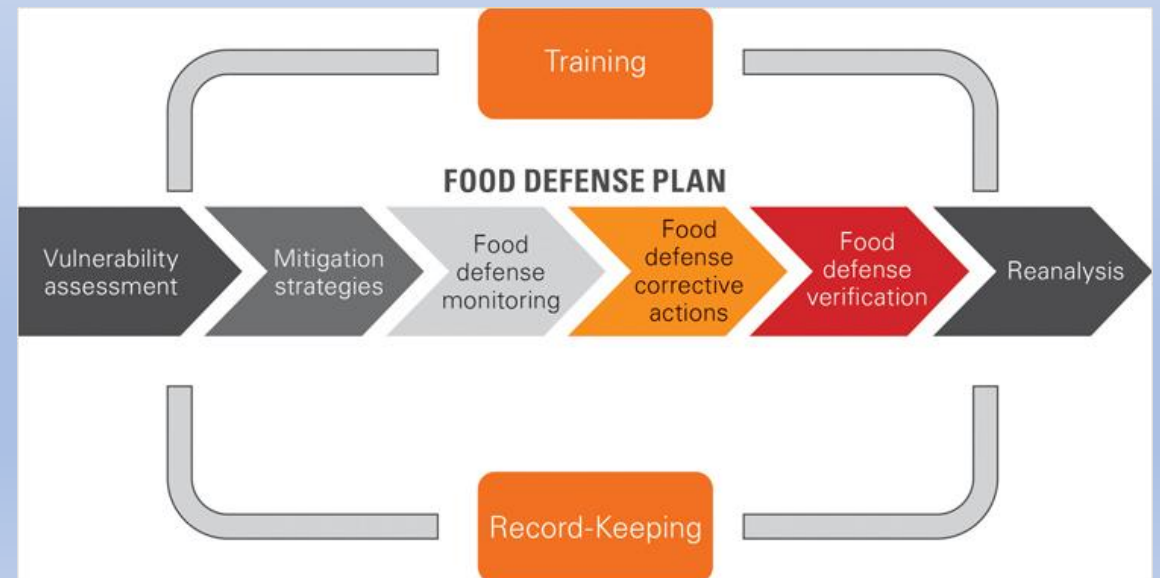 Training
FOOD DEFENSE PLAN
Vulnerability
assessment
Mitigation
strategies
Food
defense
monitoring
Food
defense
corrective
actions
Food
defense
verification
Reanalysis
Record-Keeping